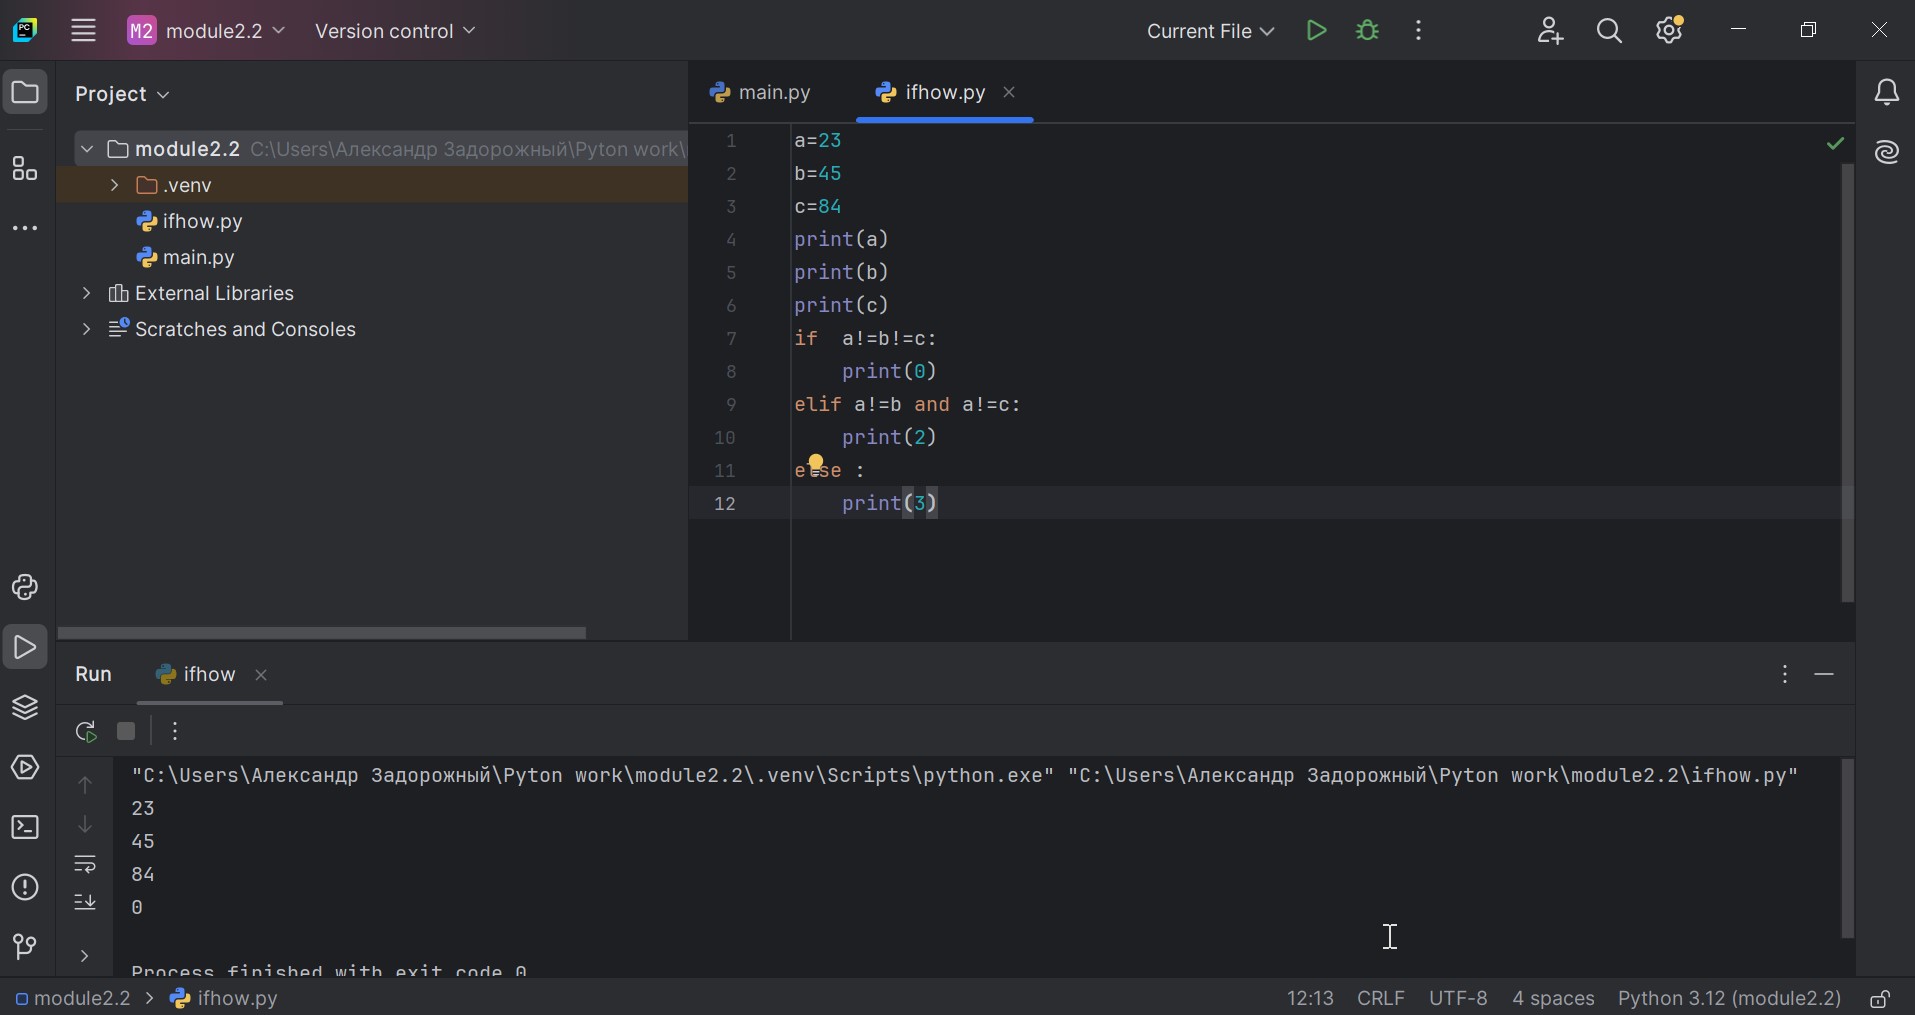 PC
M2 module2.2
Version control
Current File
Project
main.py
ifhow.py
module2.2 C:\Users\Александр Задорожный\Pyton work\
.venv
ifhow.py
main.py
External Libraries
Scratches and Consoles
1 a=23
2 b=45
3 c=84
4 print(a)
5 print(b)
6 print(c)
7 if  a!=b!=c:
8     print(0)
9 elif a!=b and a!=c:
10     print(2)
11 else :
12     print(3)
Run
ifhow
"C:\Users\Александр Задорожный\Pyton work\module2.2\.venv\Scripts\python.exe" "C:\Users\Александр Задорожный\Pyton work\module2.2\ifhow.py"
23
45
84
0
Process finished with exit code 0
module2.2 > ifhow.py
12:13 CRLF UTF-8 4 spaces Python 3.12 (module2.2)